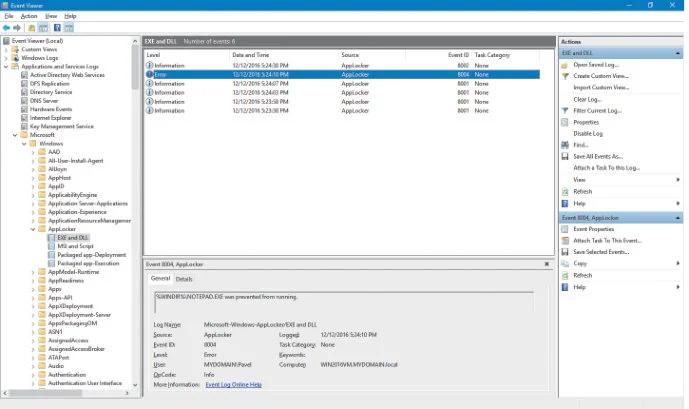 Event Viewer
File Action View Help
Event Viewer (Local)
Custom Views
Windows Logs
Applications and Services Logs
Active Directory Web Services
DFS Replication
Directory Service
DNS Server
Hardware Events
Internet Explorer
Key Management Service
Microsoft
Windows
AAD
All-User-Install-Agent
AllJoyn
AppHost
AppID
ApplicabilityEngine
Application Server-Applications
Application-Experience
ApplicationResourceManagemen
AppLocker
EXE and DLL
MSI and Script
Packaged app-Deployment
Packaged app-Execution
AppModel-Runtime
AppReadiness
Apps
Apps-API
AppXDeployment
AppXDeployment-Server
AppxPackagingOM
ASN1
AssignedAccess
AssignedAccessBroker
ATAPort
Audio
Authentication
Authentication User Interface
EXE and DLL Number of events: 6
Level Date and Time Source Event ID Task Category
Information 12/12/2016 5:24:30 PM AppLocker 8002 None
Error 12/12/2016 5:24:10 PM AppLocker 8004 None
Information 12/12/2016 5:24:07 PM AppLocker 8001 None
Information 12/12/2016 5:24:03 PM AppLocker 8001 None
Information 12/12/2016 5:23:58 PM AppLocker 8001 None
Information 12/12/2016 5:23:38 PM AppLocker 8001 None
Event 8004, AppLocker
General Details
%WINDIR%\NOTEPAD.EXE was prevented from running.
Log Name: Microsoft-Windows-AppLocker/EXE and DLL
Source: AppLocker Logged: 12/12/2016 5:24:10 PM
Event ID: 8004 Task Category: None
Level: Error Keywords:
User: MYDOMAIN\Pavel Computer: WIN2016VM.MYDOMAIN.local
OpCode: Info
More Information: Event Log Online Help
Actions
EXE and DLL
Open Saved Log...
Create Custom View...
Import Custom View...
Clear Log...
Filter Current Log...
Properties
Disable Log
Find...
Save All Events As...
Attach a Task To this Log...
View
Refresh
Help
Event 8004, AppLocker
Event Properties
Attach Task To This Event...
Save Selected Events...
Copy
Refresh
Help